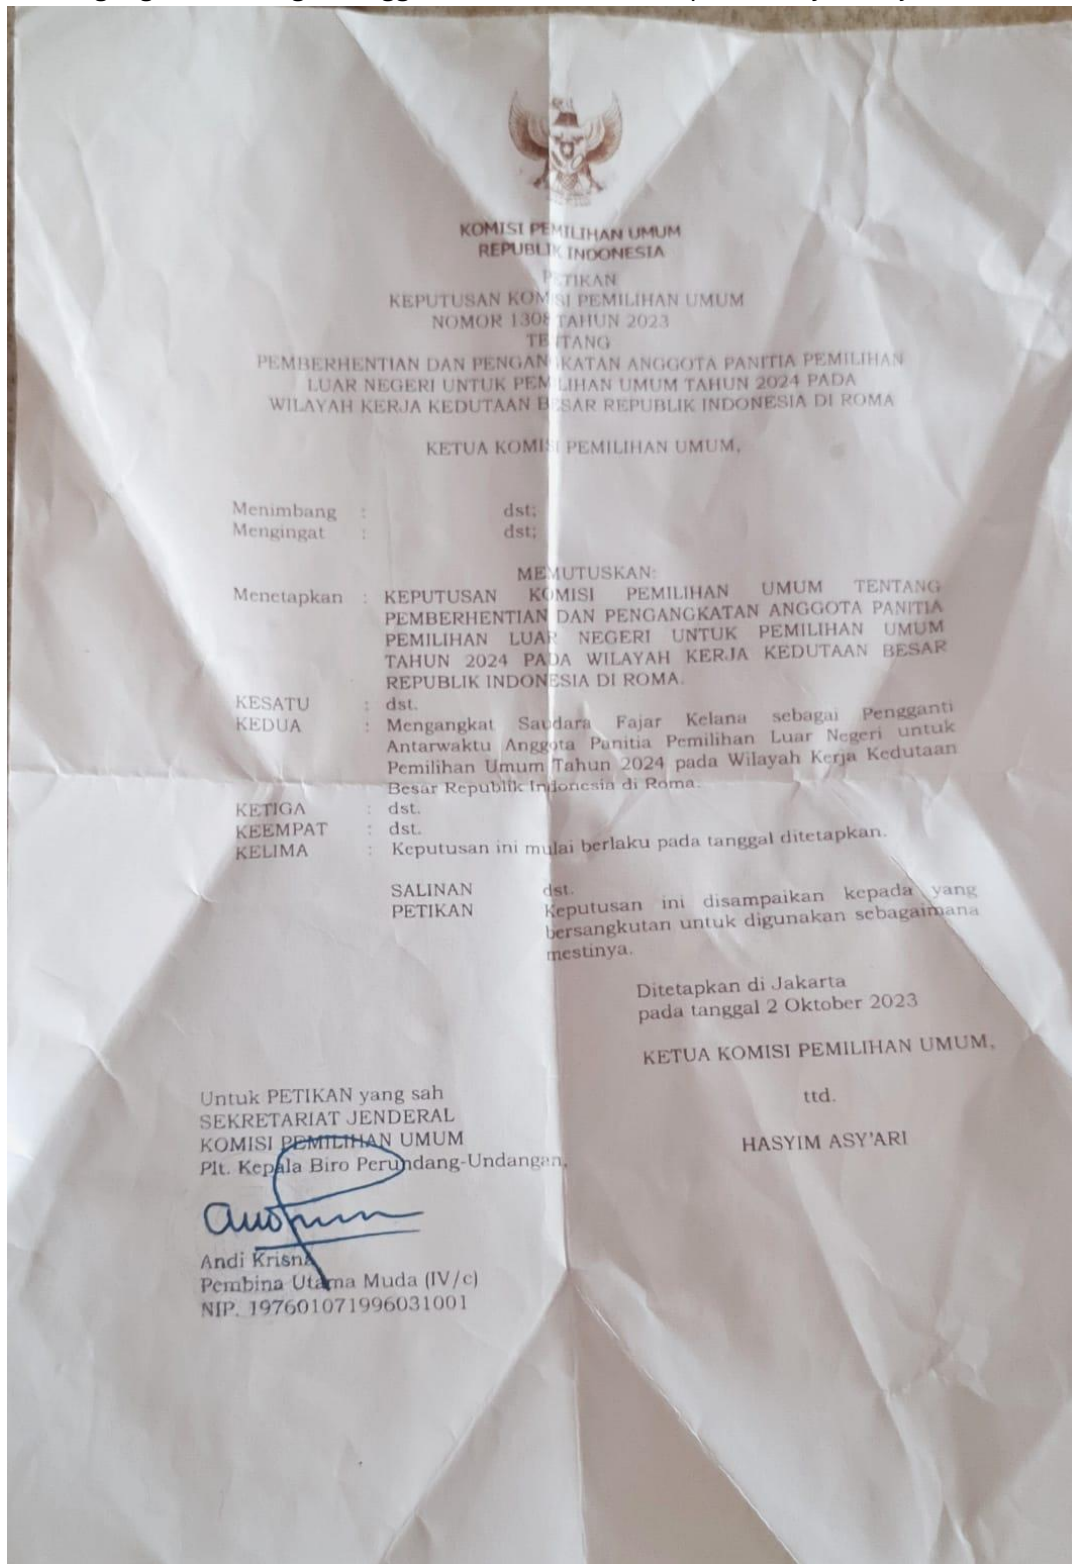 KOMISI PEMILIHAN UMUM
REPUBLIK INDONESIA
PETIKAN
KEPUTUSAN KOMISI PEMILIHAN UMUM
NOMOR 1308 TAHUN 2023
TENTANG
PEMBERHENTIAN DAN PENGANGKATAN ANGGOTA PANITIA PEMILIHAN
LUAR NEGERI UNTUK PEMILIHAN UMUM TAHUN 2024 PADA
WILAYAH KERJA KEDUTAAN BESAR REPUBLIK INDONESIA DI ROMA
KETUA KOMISI PEMILIHAN UMUM,
Menimbang : dst;
Mengingat : dst;
MEMUTUSKAN:
Menetapkan : KEPUTUSAN KOMISI PEMILIHAN UMUM TENTANG
PEMBERHENTIAN DAN PENGANGKATAN ANGGOTA PANITIA
PEMILIHAN LUAR NEGERI UNTUK PEMILIHAN UMUM
TAHUN 2024 PADA WILAYAH KERJA KEDUTAAN BESAR
REPUBLIK INDONESIA DI ROMA.
KESATU : dst.
KEDUA : Mengangkat Saudara Fajar Kelana sebagai Pengganti
Antarwaktu Anggota Panitia Pemilihan Luar Negeri untuk
Pemilihan Umum Tahun 2024 pada Wilayah Kerja Kedutaan
Besar Republik Indonesia di Roma.
KETIGA : dst.
KEEMPAT : dst.
KELIMA : Keputusan ini mulai berlaku pada tanggal ditetapkan.
SALINAN dst.
PETIKAN Keputusan ini disampaikan kepada yang
bersangkutan untuk digunakan sebagaimana
mestinya.
Ditetapkan di Jakarta
pada tanggal 2 Oktober 2023
KETUA KOMISI PEMILIHAN UMUM,
ttd.
HASYIM ASY'ARI
Untuk PETIKAN yang sah
SEKRETARIAT JENDERAL
KOMISI PEMILIHAN UMUM
Plt. Kepala Biro Perundang-Undangan,
Andi Krisna
Pembina Utama Muda (IV/c)
NIP. 197601071996031001